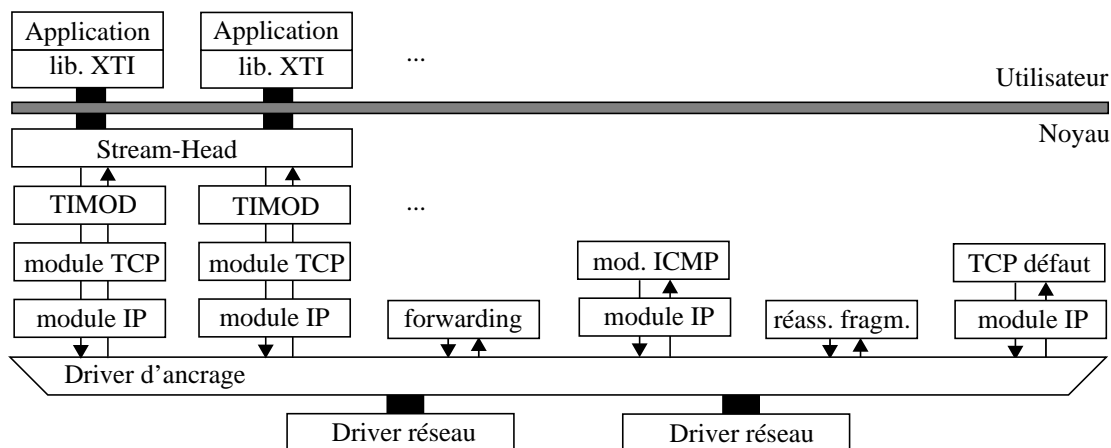 Application
Application
lib. XTI
lib. XTI
...
Utilisateur
Noyau
Stream-Head
TIMOD
TIMOD
...
module TCP
module TCP
mod. ICMP
TCP défaut
module IP
module IP
forwarding
module IP
réass. fragm.
module IP
Driver d’ancrage
Driver réseau
Driver réseau